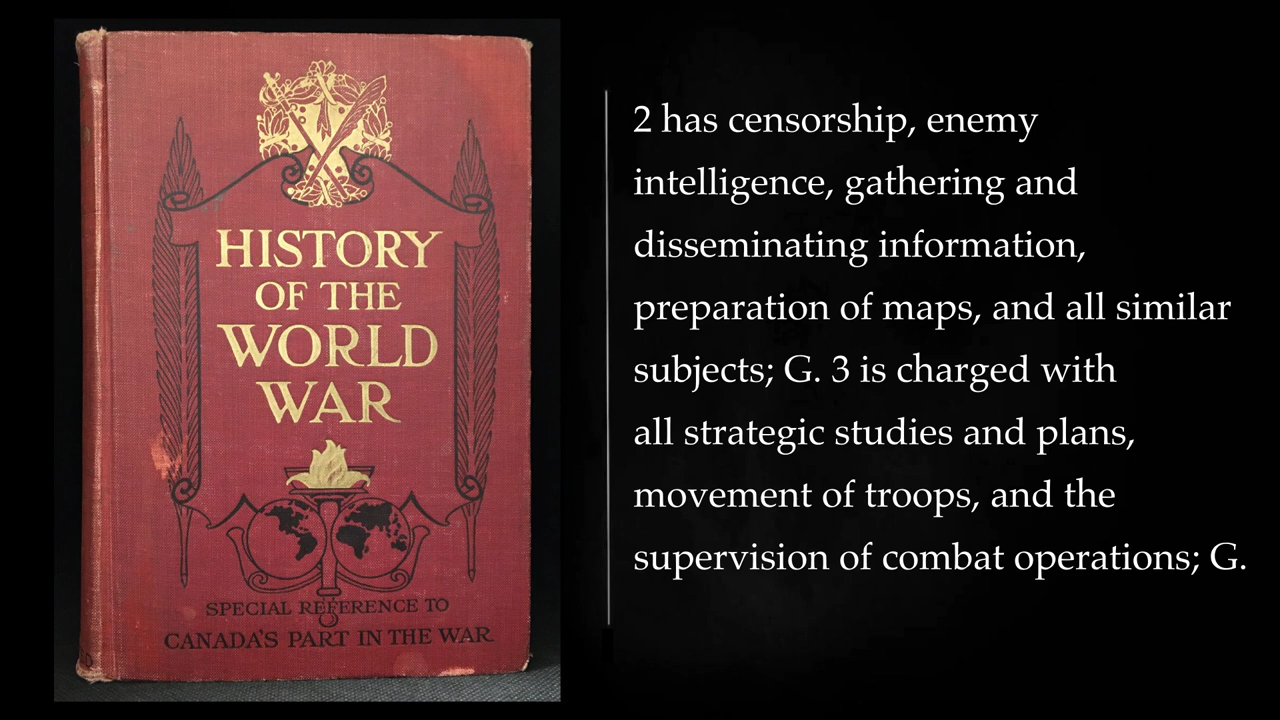 HISTORY
OF THE
WORLD
WAR
SPECIAL REFERENCE TO
CANADA'S PART IN THE WAR
2 has censorship, enemy
intelligence, gathering and
disseminating information,
preparation of maps, and all similar
subjects; G. 3 is charged with
all strategic studies and plans,
movement of troops, and the
supervision of combat operations; G.